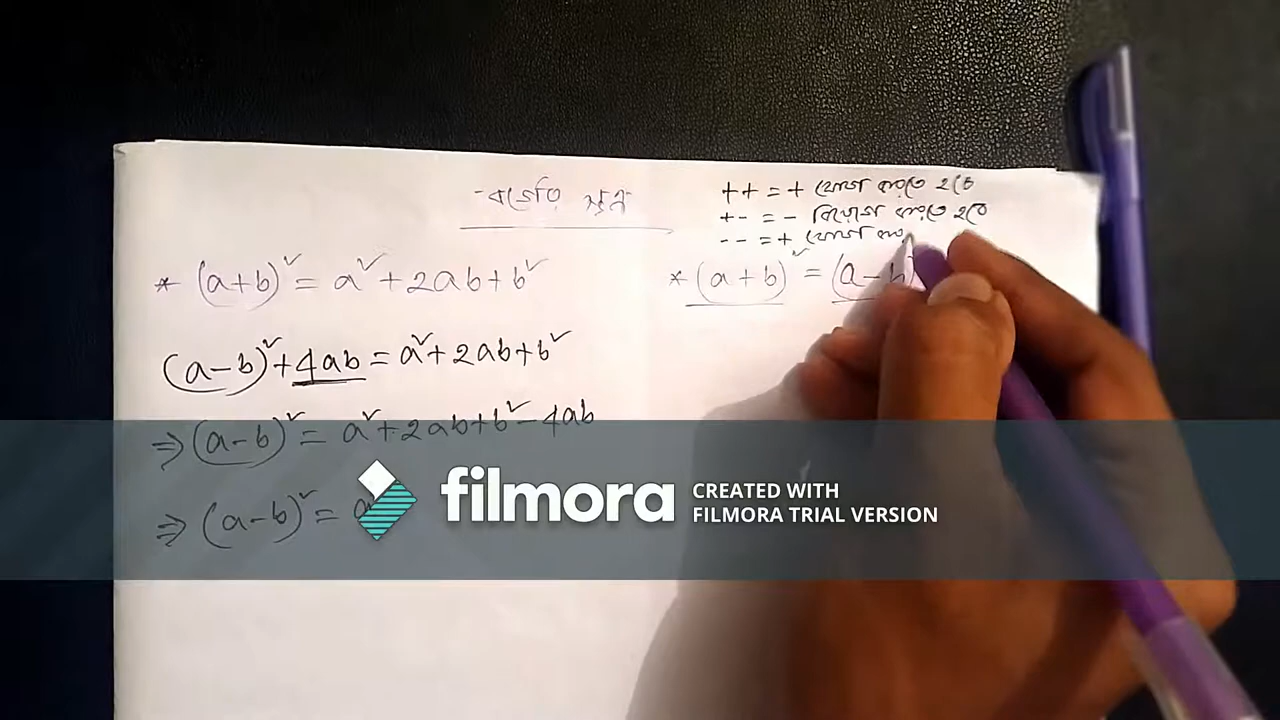 বর্গের সূত্র
++ = + যোগ করতে হবে
+- = - বিয়োগ করতে হবে
-- = + যোগ কর
* (a+b)² = a²+2ab+b²
* (a+b)² = (a-b)
(a-b)²+4ab = a²+2ab+b²
⇒ (a-b)² = a²+2ab+b²-4ab
⇒ (a-b)² = a²
filmora
CREATED WITH
FILMORA TRIAL VERSION